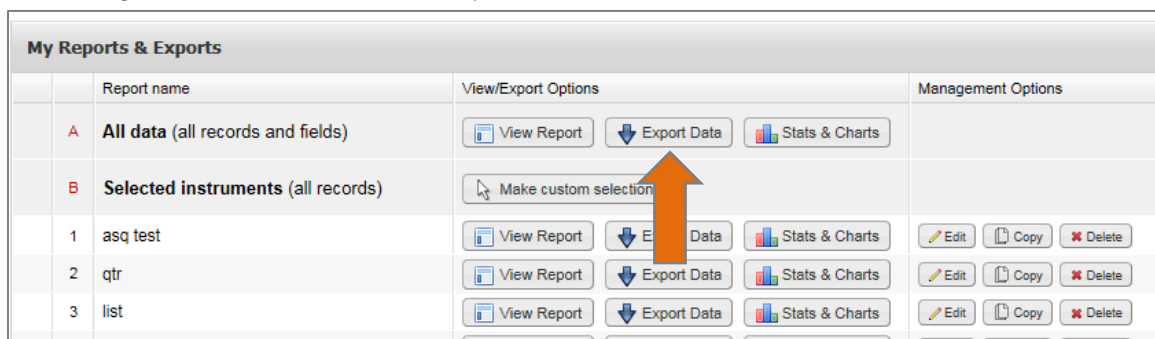 My Reports & Exports
Report name View/Export Options Management Options
A All data (all records and fields) View Report Export Data Stats & Charts
B Selected instruments (all records) Make custom selection
1 asq test View Report E Data Stats & Charts Edit Copy Delete
2 qtr View Report Export Data Stats & Charts Edit Copy Delete
3 list View Report Export Data Stats & Charts Edit Copy Delete